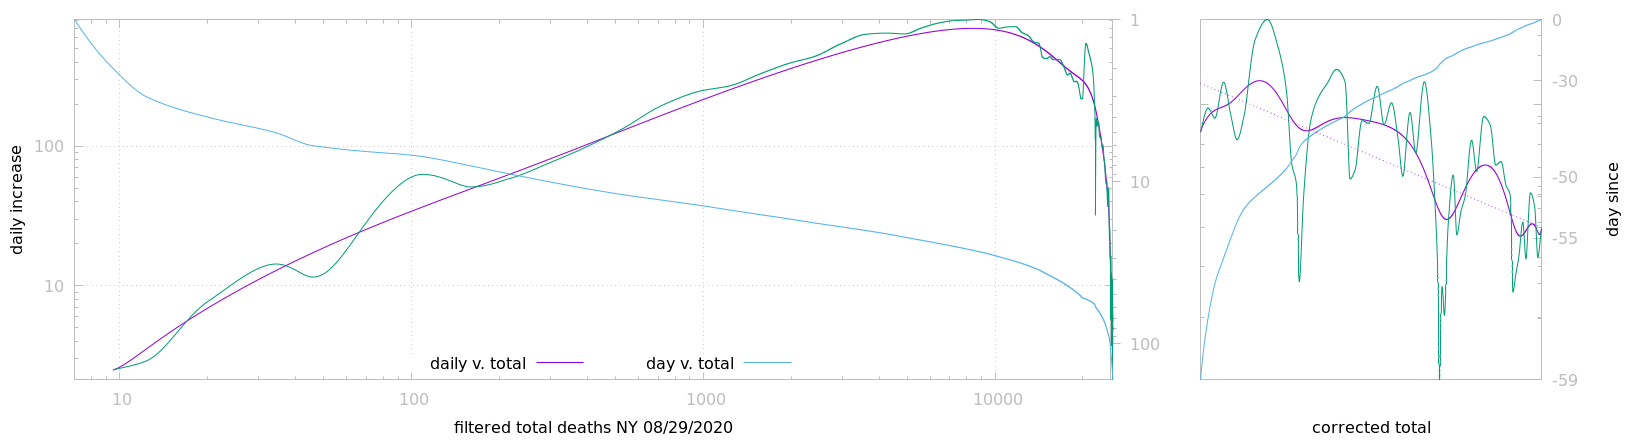 daily increase
100
10
daily v. total
day v. total
10
100
1000
10000
filtered total deaths NY 08/29/2020
1
10
100
0
-30
-50
-55
-59
day since
corrected total